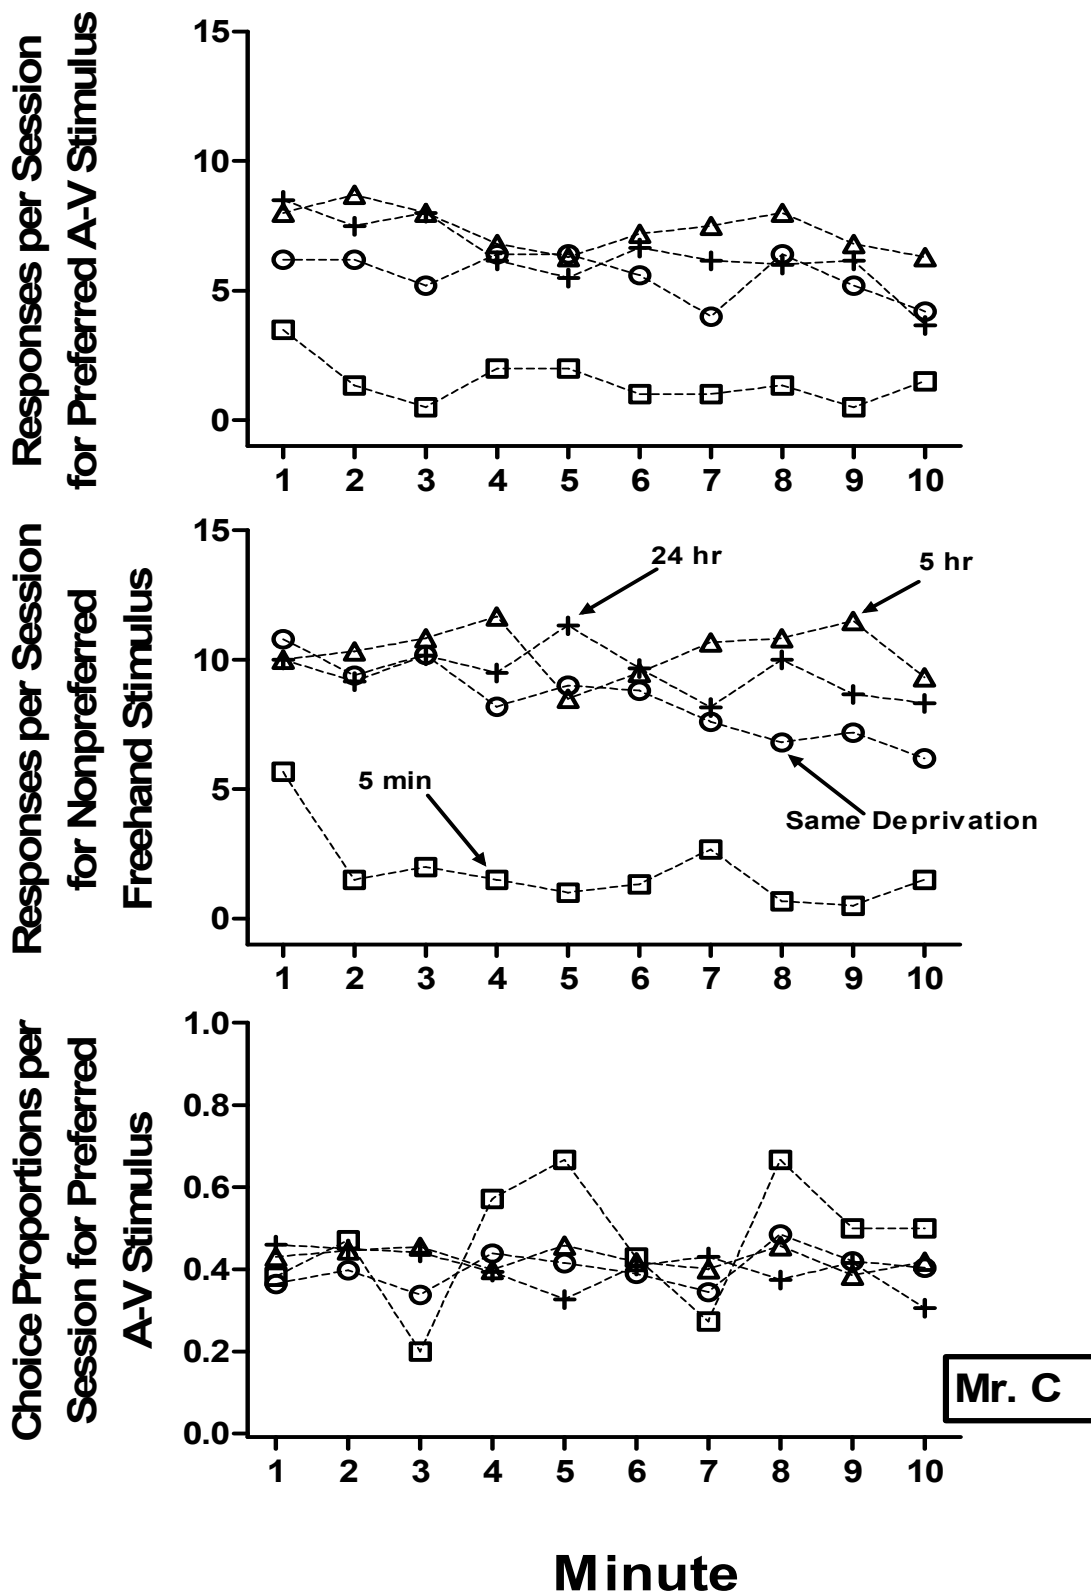 Responses per Session
for Preferred A-V Stimulus
15
10
5
0
1 2 3 4 5 6 7 8 9 10
Responses per Session
for Nonpreferred
Freehand Stimulus
15
10
5
0
24 hr
5 hr
5 min
Same Deprivation
1 2 3 4 5 6 7 8 9 10
Choice Proportions per
Session for Preferred
A-V Stimulus
1.0
0.8
0.6
0.4
0.2
0.0
Mr. C
1 2 3 4 5 6 7 8 9 10
Minute